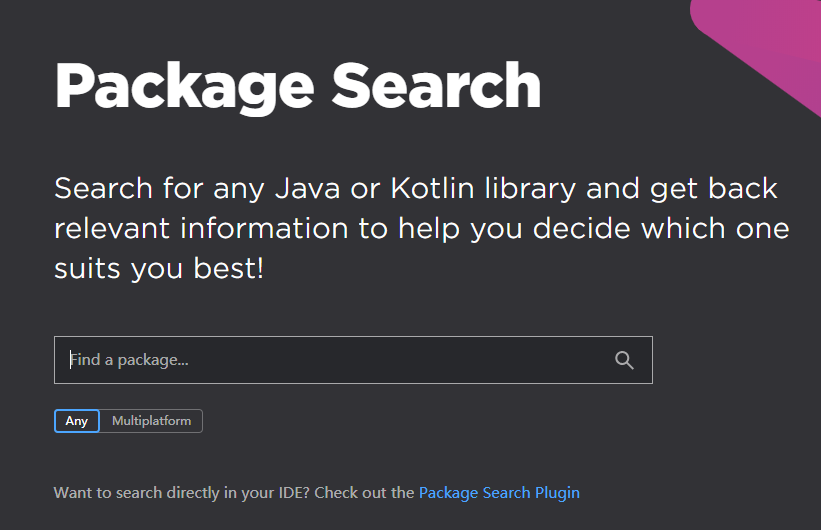 Package Search
Search for any Java or Kotlin library and get back
relevant information to help you decide which one
suits you best!
Find a package...
Any Multiplatform
Want to search directly in your IDE? Check out the Package Search Plugin